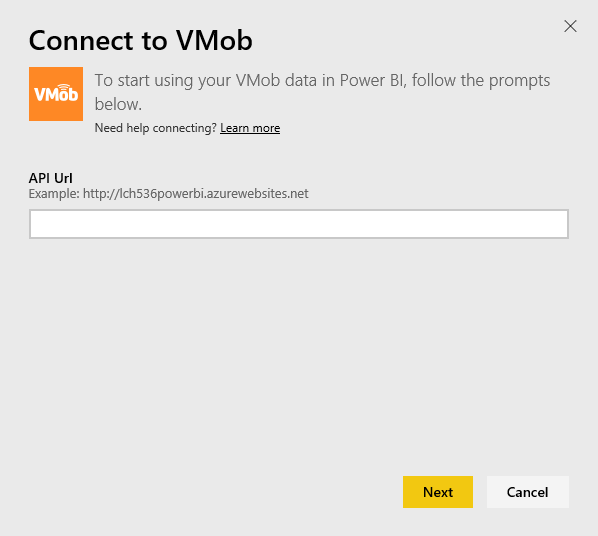 Connect to VMob
VMob
To start using your VMob data in Power BI, follow the prompts
below.
Need help connecting? Learn more
API Url
Example: http://lch536powerbi.azurewebsites.net
Next
Cancel